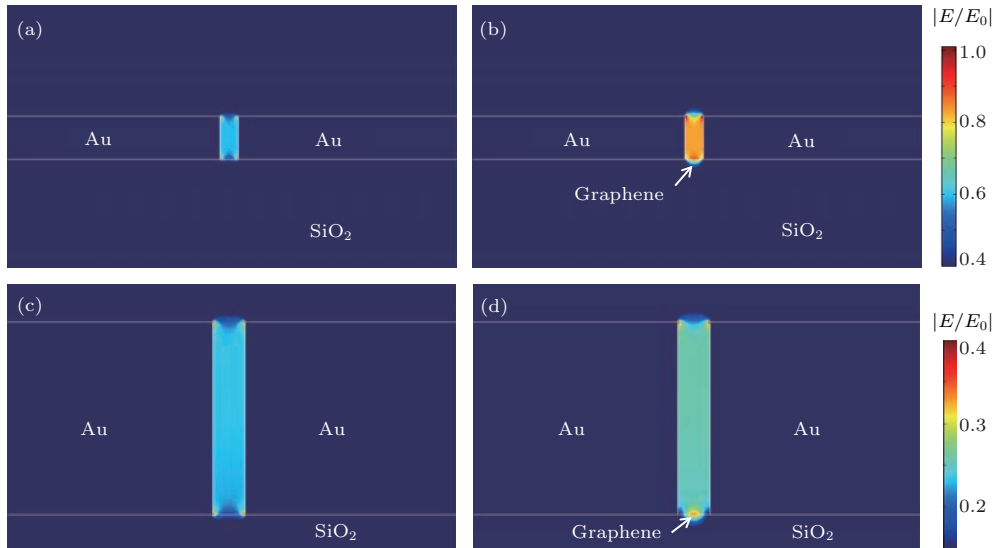 (a)
Au
Au
SiO₂
(b)
Au
Au
Graphene
SiO₂
|E/E₀|
1.0
0.8
0.6
0.4
(c)
Au
Au
SiO₂
(d)
Au
Au
Graphene
SiO₂
|E/E₀|
0.4
0.3
0.2